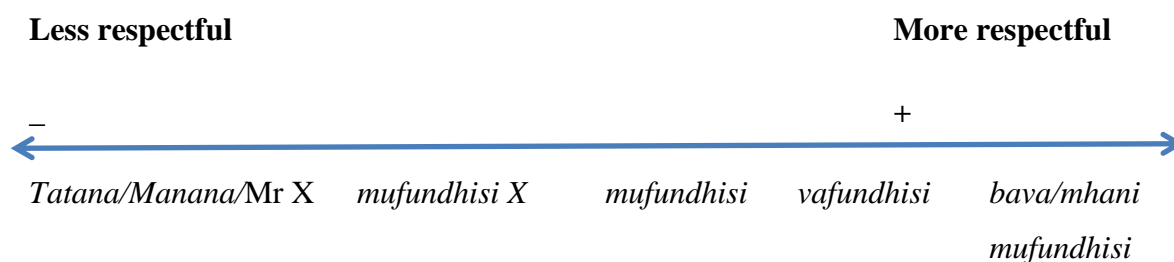 Less respectful More respectful
_ +
Tatana/Manana/Mr X mufundhisi X mufundhisi vafundhisi bava/mhani
mufundhisi